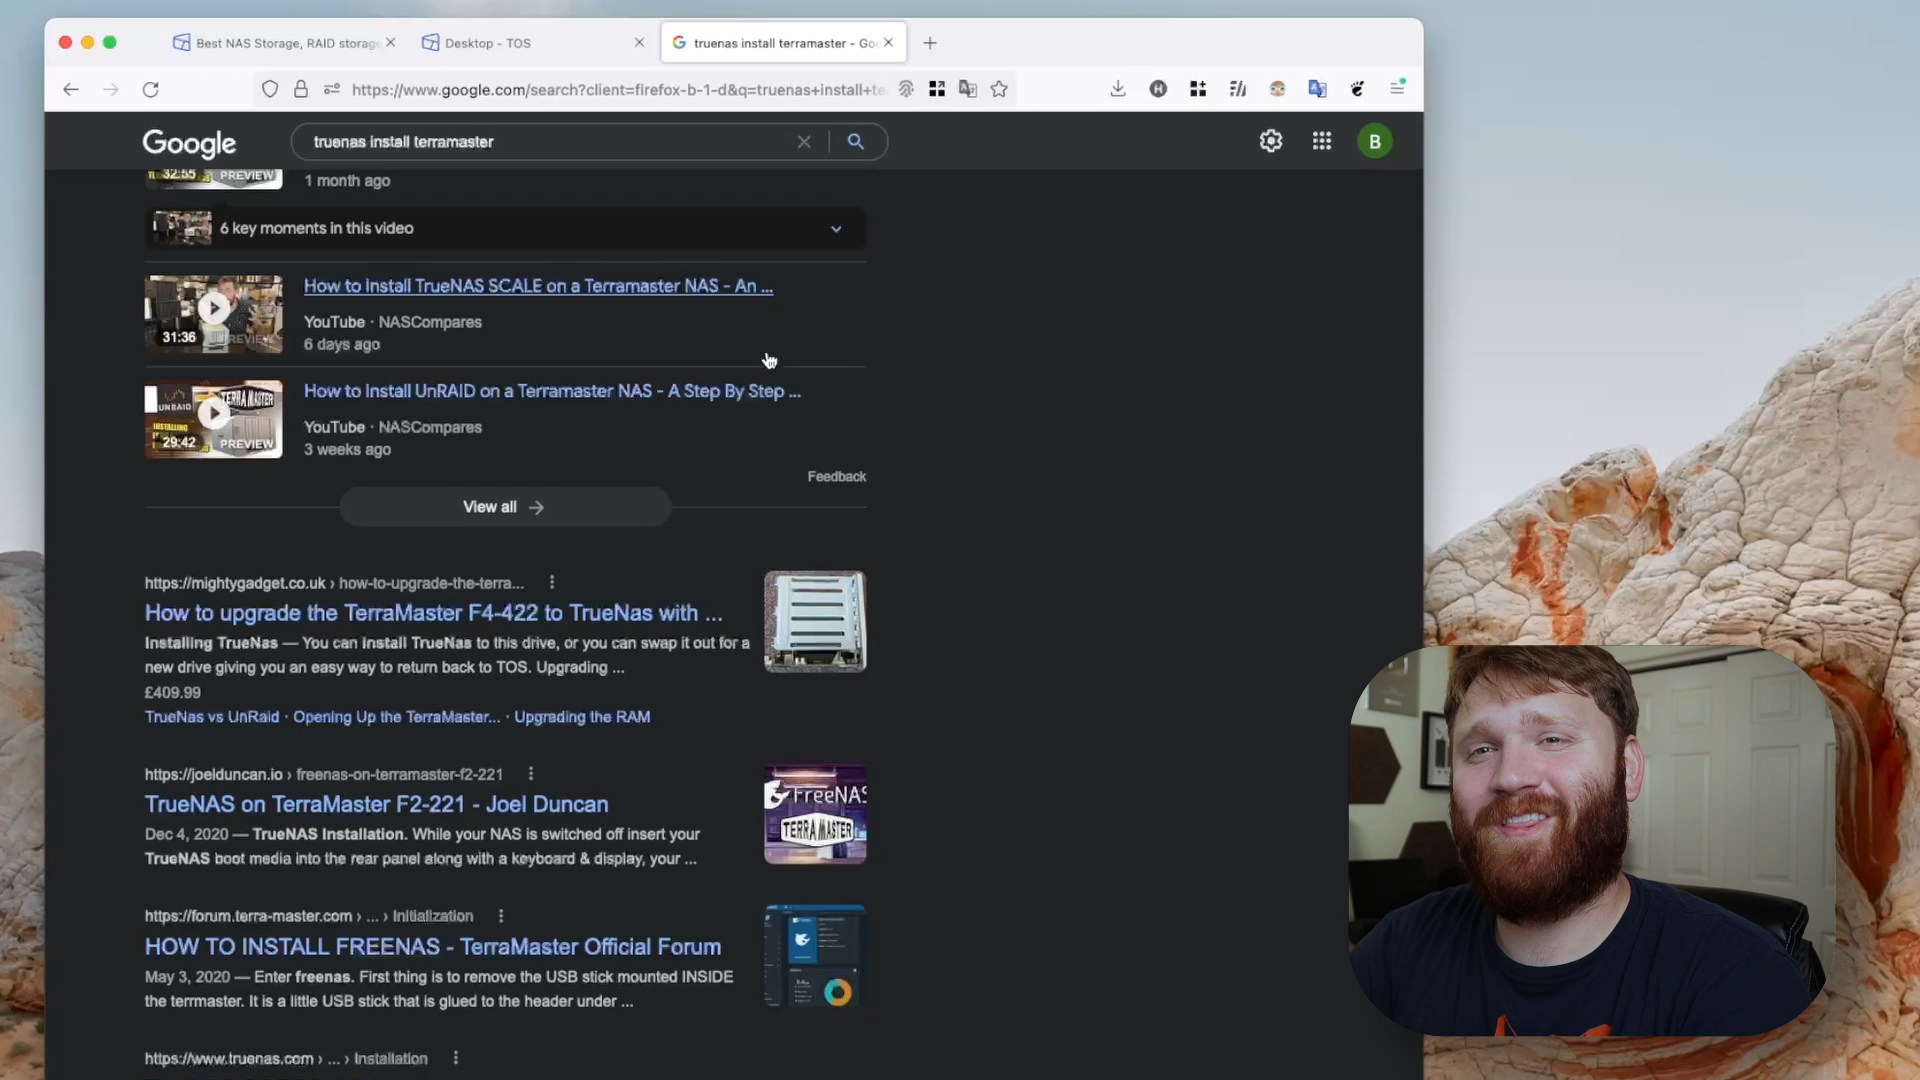 Best NAS Storage, RAID storage
Desktop - TOS
truenas install terramaster - Go
https://www.google.com/search?client=firefox-b-1-d&q=truenas+install+te
Google
truenas install terramaster
B
32:55
PREVIEW
1 month ago
6 key moments in this video
How to Install TrueNAS SCALE on a Terramaster NAS - An ...
YouTube · NASCompares
31:36
PREVIEW
6 days ago
How to Install UnRAID on a Terramaster NAS - A Step By Step ...
UNRAID
TERRAMASTER
INSTALLING
YouTube · NASCompares
29:42
PREVIEW
3 weeks ago
Feedback
View all
https://mightygadget.co.uk › how-to-upgrade-the-terra...
How to upgrade the TerraMaster F4-422 to TrueNas with ...
Installing TrueNas — You can install TrueNas to this drive, or you can swap it out for a
new drive giving you an easy way to return back to TOS. Upgrading ...
£409.99
TrueNas vs UnRaid · Opening Up the TerraMaster... · Upgrading the RAM
https://joelduncan.io › freenas-on-terramaster-f2-221
TrueNAS on TerraMaster F2-221 - Joel Duncan
Dec 4, 2020 — TrueNAS Installation. While your NAS is switched off insert your
TrueNAS boot media into the rear panel along with a keyboard & display, your ...
FreeNAS
TERRAMASTER
https://forum.terra-master.com › ... › Initialization
HOW TO INSTALL FREENAS - TerraMaster Official Forum
May 3, 2020 — Enter freenas. First thing is to remove the USB stick mounted INSIDE
the termaster. It is a little USB stick that is glued to the header under ...
https://www.truenas.com › ... › Installation